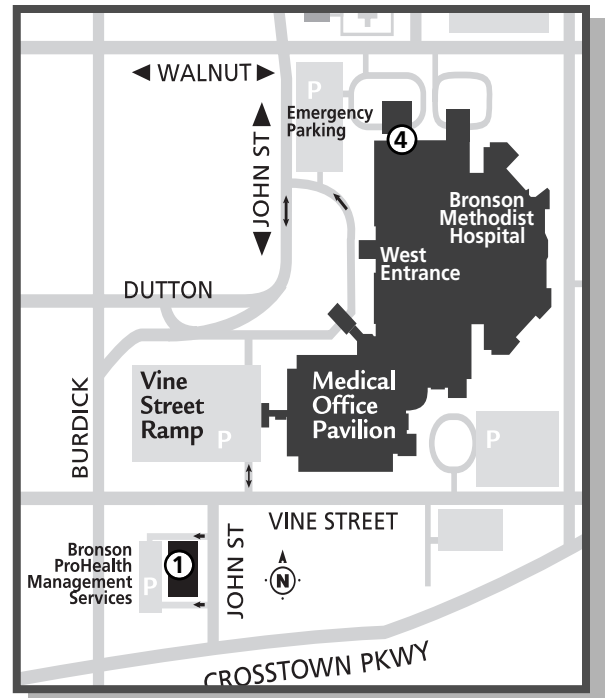 WALNUT
P
Emergency
Parking
JOHN ST
4
Bronson
Methodist
Hospital
West
Entrance
DUTTON
Vine
Street
Ramp
P
Medical
Office
Pavilion
BURDICK
P
VINE STREET
Bronson
ProHealth
Management
Services
P
1
JOHN ST
N
CROSSTOWN PKWY